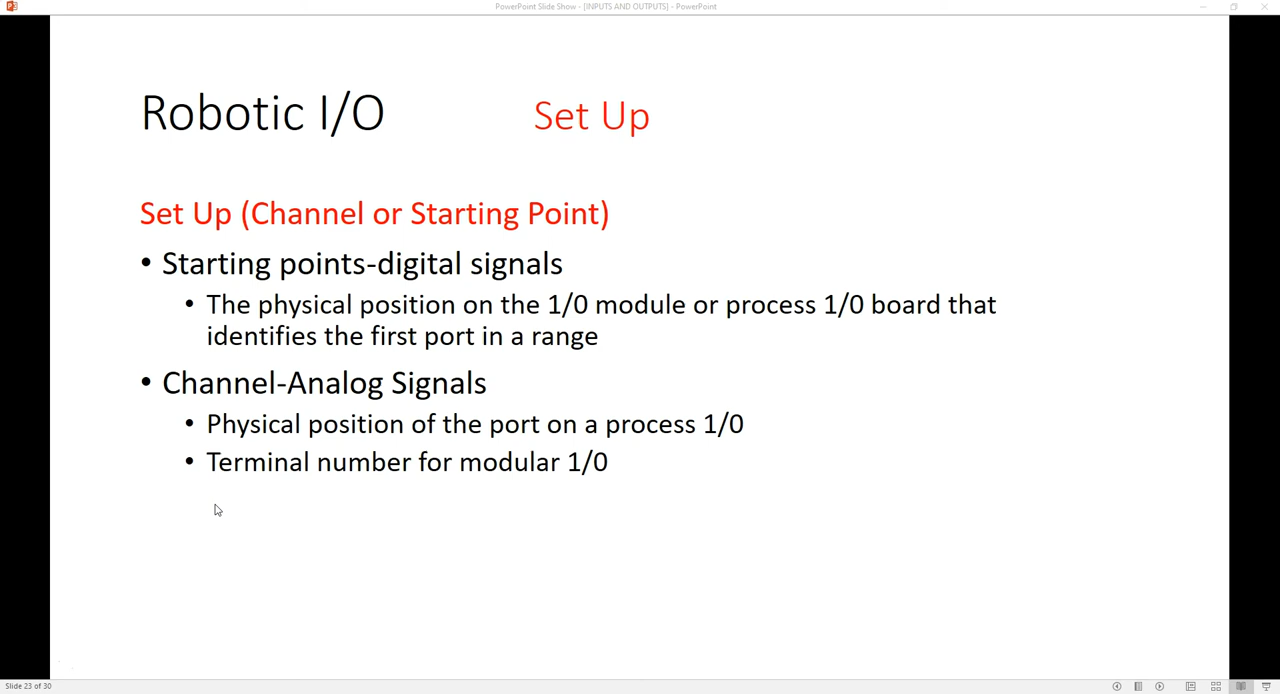 PowerPoint Slide Show - [INPUTS AND OUTPUTS] - PowerPoint
Robotic I/O
Set Up
Set Up (Channel or Starting Point)
• Starting points-digital signals
• The physical position on the 1/0 module or process 1/0 board that
identifies the first port in a range
• Channel-Analog Signals
• Physical position of the port on a process 1/0
• Terminal number for modular 1/0
Slide 23 of 30